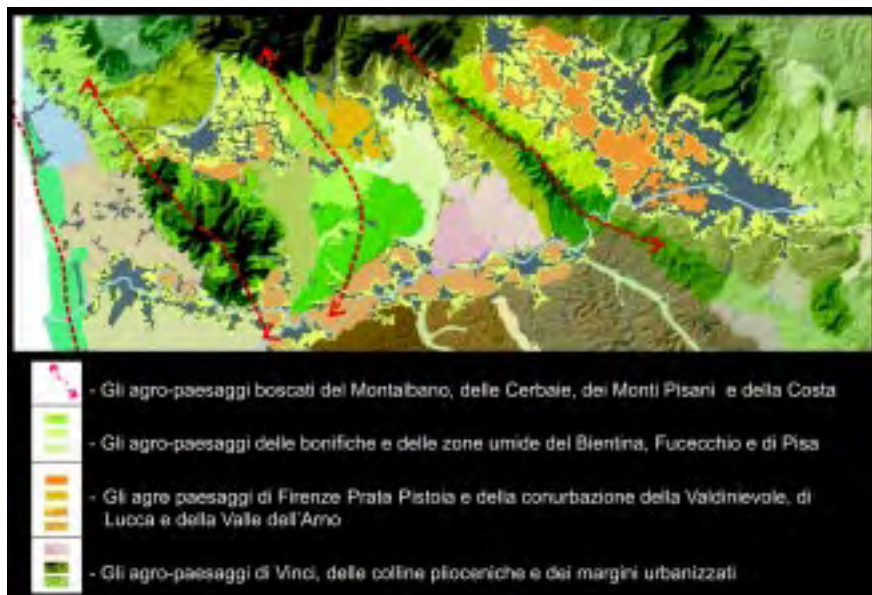 - Gli agro-paesaggi boscati del Montalbano, delle Cerbaie, dei Monti Pisani e della Costa
- Gli agro-paesaggi delle bonifiche e delle zone umide del Bientina, Fucecchio e di Pisa
- Gli agro paesaggi di Firenze Prato Pistoia e della conurbazione della Valdinievole, di
Lucca e della Valle dell'Arno
- Gli agro-paesaggi di Vinci, delle colline plioceniche e dei margini urbanizzati